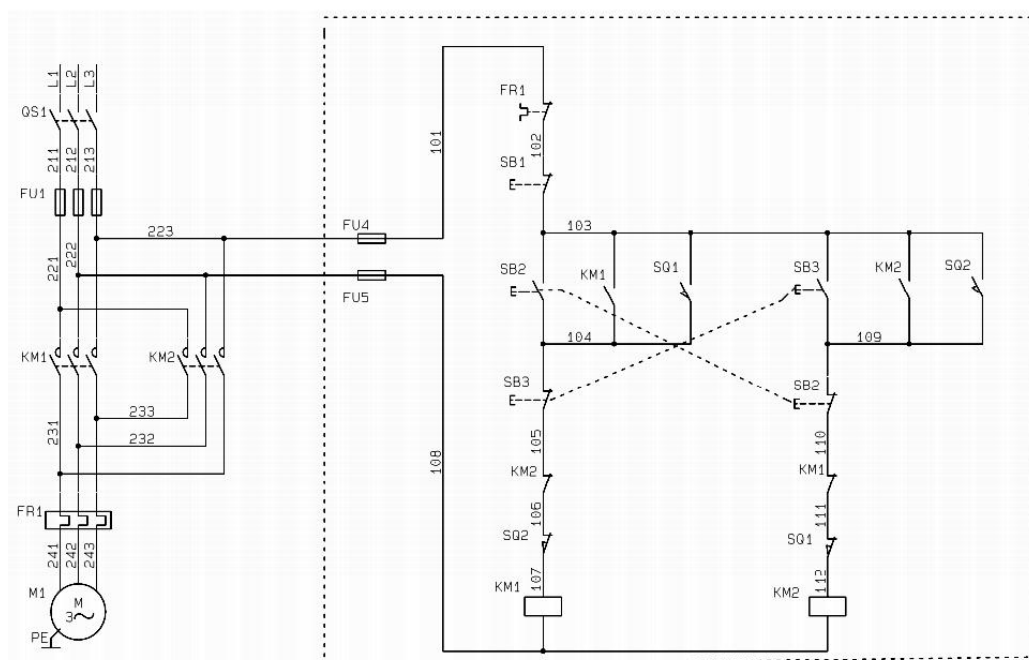 L1 L2 L3
QS1
211 212 213
FU1
223
221 222
KM1
KM2
233
231
232
FR1
241 242 243
M1
M
3
PE
FU4
FU5
101
108
FR1
102
SB1
103
SB2
KM1
SQ1
SB3
KM2
SQ2
104
109
SB3
SB2
105
110
KM2
KM1
106
111
SQ2
SQ1
107
112
KM1
KM2